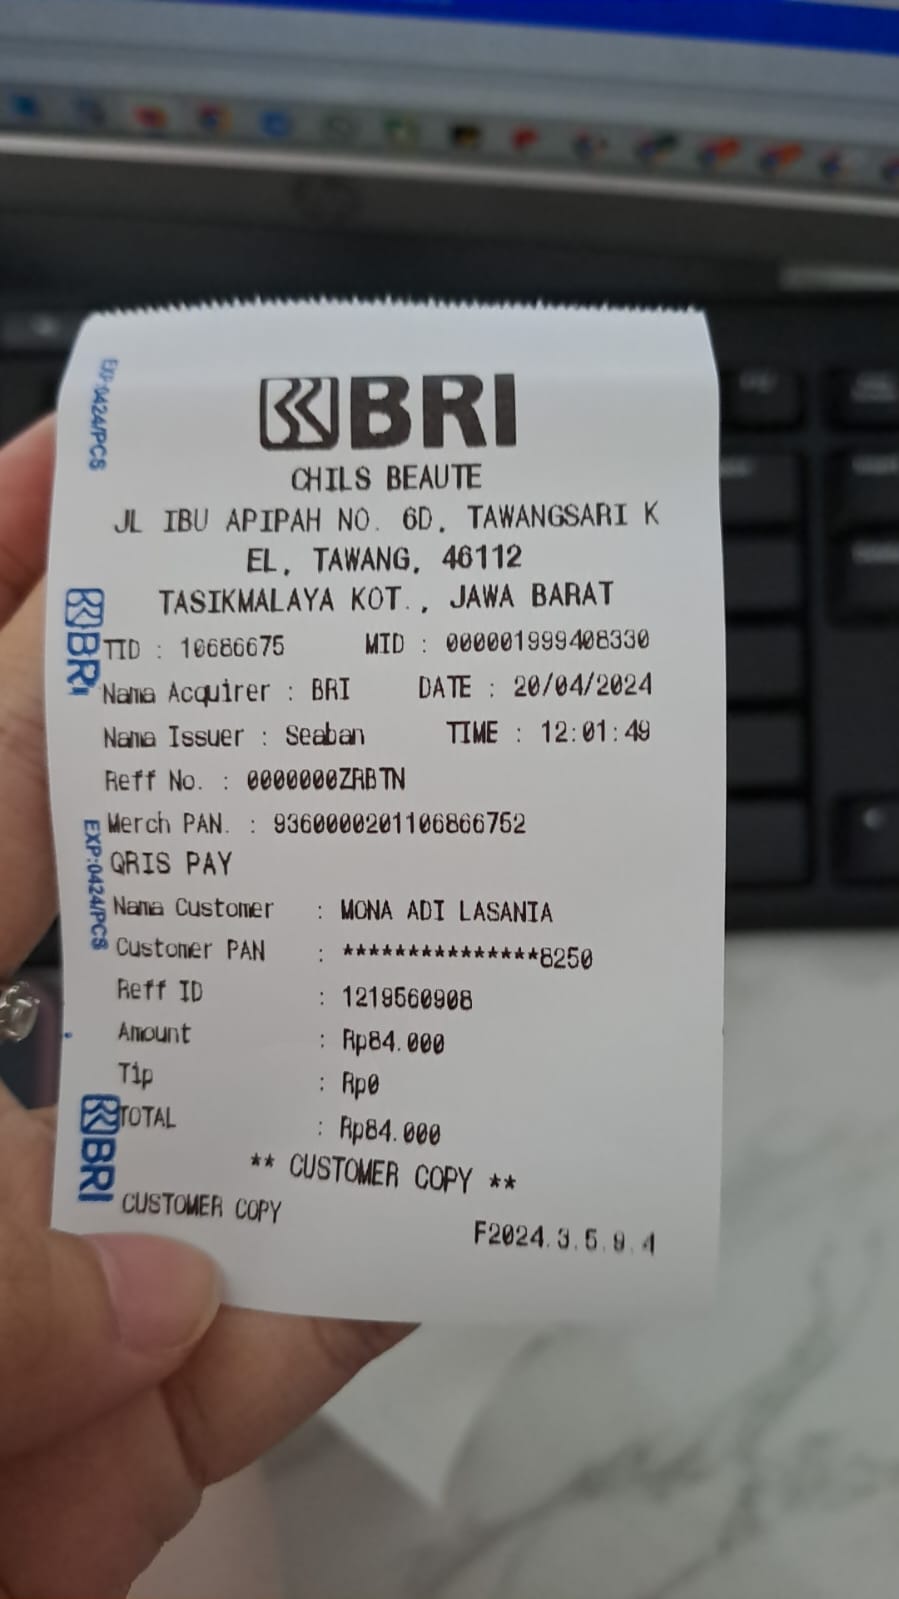 BRI
CHILS BEAUTE
JL IBU APIPAH NO. 6D, TAWANGSARI K
EL, TAWANG, 46112
TASIKMALAYA KOT., JAWA BARAT
TID : 10686675 MID : 000001999408330
Nama Acquirer : BRI DATE : 20/04/2024
Nama Issuer : Seaban TIME : 12:01:49
Reff No. : 0000000ZRBTN
Merch PAN. : 9360000201106866752
QRIS PAY
Nama Customer : MONA ADI LASANIA
Customer PAN : ***************8250
Reff ID : 1219560908
Amount : Rp84.000
Tip : Rp0
TOTAL : Rp84.000
** CUSTOMER COPY **
CUSTOMER COPY
F2024.3.5.9.4
EXP:0424/PCS
BRI
EXP:0424/PCS
BRI